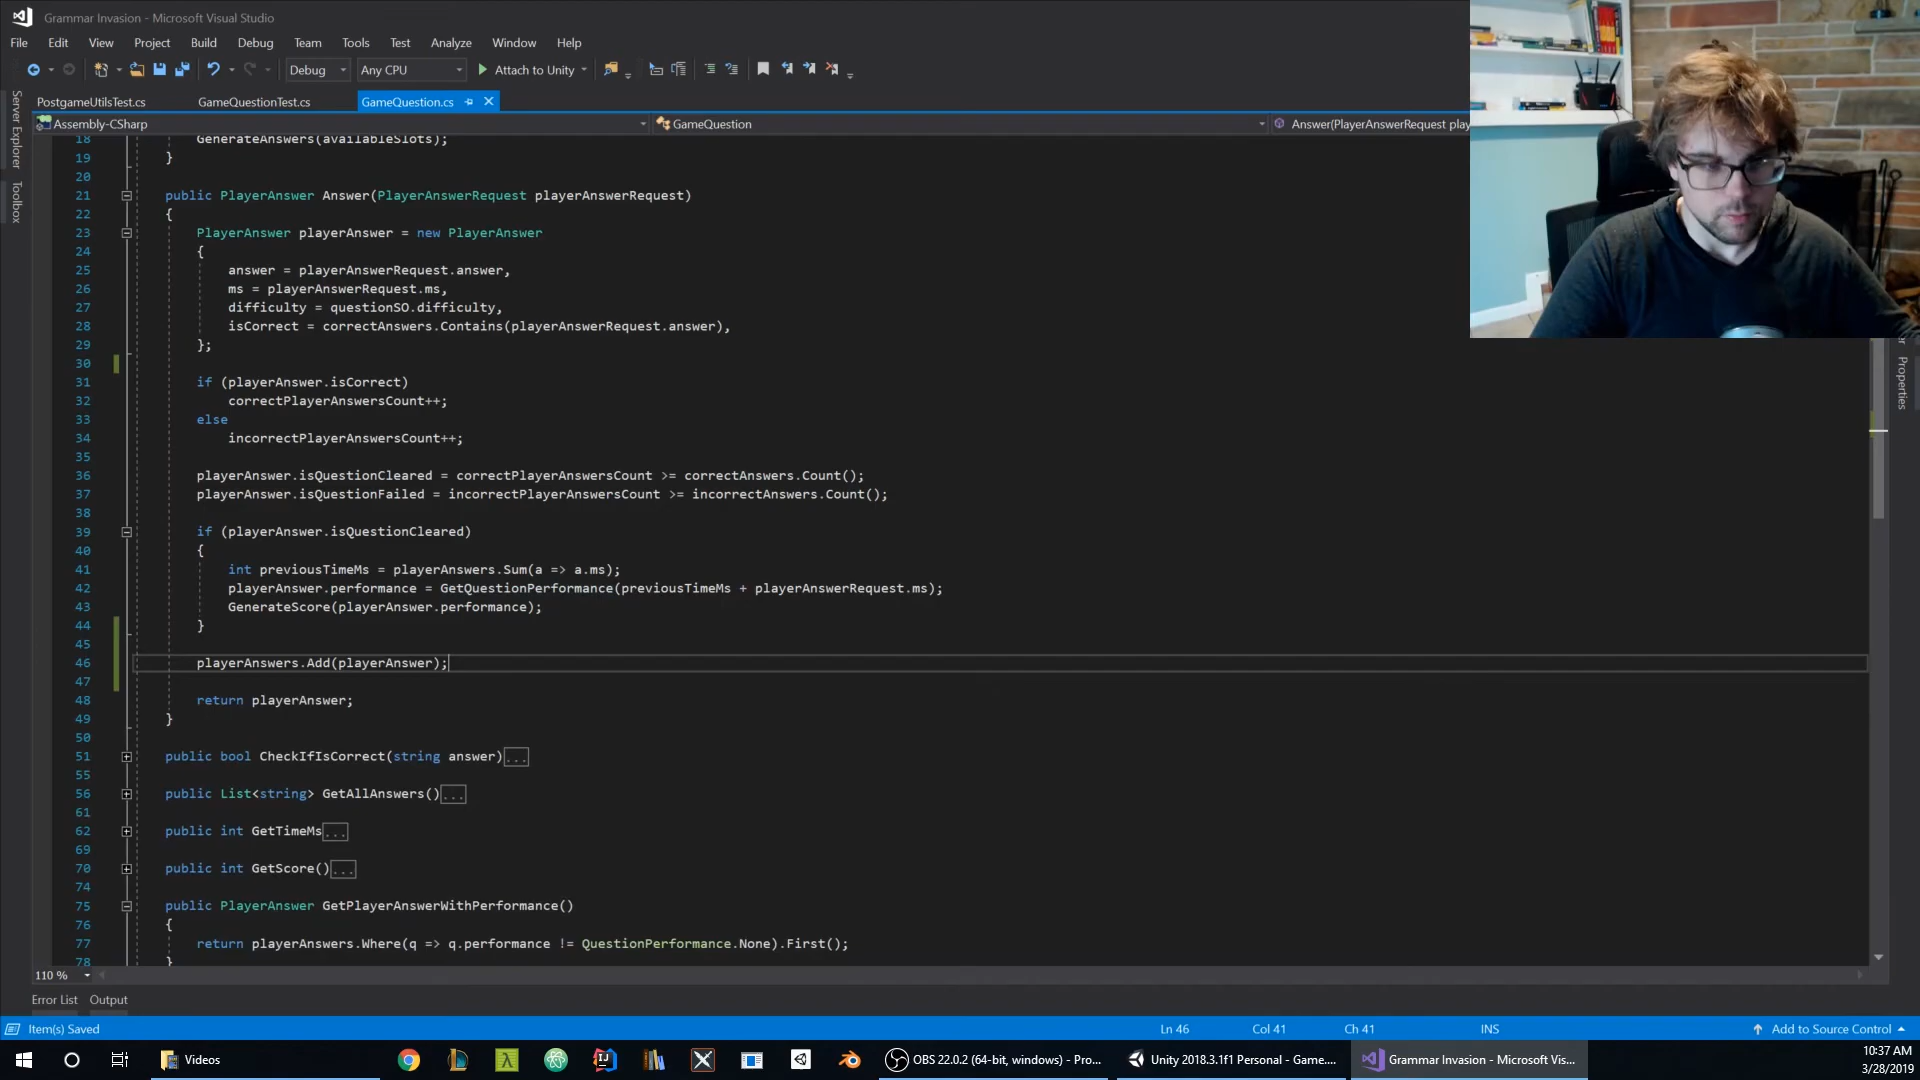 Grammar Invasion - Microsoft Visual Studio
File Edit View Project Build Debug Team Tools Test Analyze Window Help
Debug Any CPU Attach to Unity
Server Explorer
Toolbox
PostgameUtilsTest.cs GameQuestionTest.cs GameQuestion.cs
Assembly-CSharp GameQuestion Answer(PlayerAnswerRequest play
18 GenerateAnswers(availableSlots);
19 }
20
21 public PlayerAnswer Answer(PlayerAnswerRequest playerAnswerRequest)
22 {
23 PlayerAnswer playerAnswer = new PlayerAnswer
24 {
25 answer = playerAnswerRequest.answer,
26 ms = playerAnswerRequest.ms,
27 difficulty = questionSO.difficulty,
28 isCorrect = correctAnswers.Contains(playerAnswerRequest.answer),
29 };
30
31 if (playerAnswer.isCorrect)
32 correctPlayerAnswersCount++;
33 else
34 incorrectPlayerAnswersCount++;
35
36 playerAnswer.isQuestionCleared = correctPlayerAnswersCount >= correctAnswers.Count();
37 playerAnswer.isQuestionFailed = incorrectPlayerAnswersCount >= incorrectAnswers.Count();
38
39 if (playerAnswer.isQuestionCleared)
40 {
41 int previousTimeMs = playerAnswers.Sum(a => a.ms);
42 playerAnswer.performance = GetQuestionPerformance(previousTimeMs + playerAnswerRequest.ms);
43 GenerateScore(playerAnswer.performance);
44 }
45
46 playerAnswers.Add(playerAnswer);
47
48 return playerAnswer;
49 }
50
51 public bool CheckIfIsCorrect(string answer)...
55
56 public List<string> GetAllAnswers()...
61
62 public int GetTimeMs...
69
70 public int GetScore()...
74
75 public PlayerAnswer GetPlayerAnswerWithPerformance()
76 {
77 return playerAnswers.Where(q => q.performance != QuestionPerformance.None).First();
78 }
Properties
110 %
Error List Output
Item(s) Saved Ln 46 Col 41 Ch 41 INS Add to Source Control
Videos OBS 22.0.2 (64-bit, windows) - Pro... Unity 2018.3.1f1 Personal - Game.... Grammar Invasion - Microsoft Vis...
10:37 AM
3/28/2019